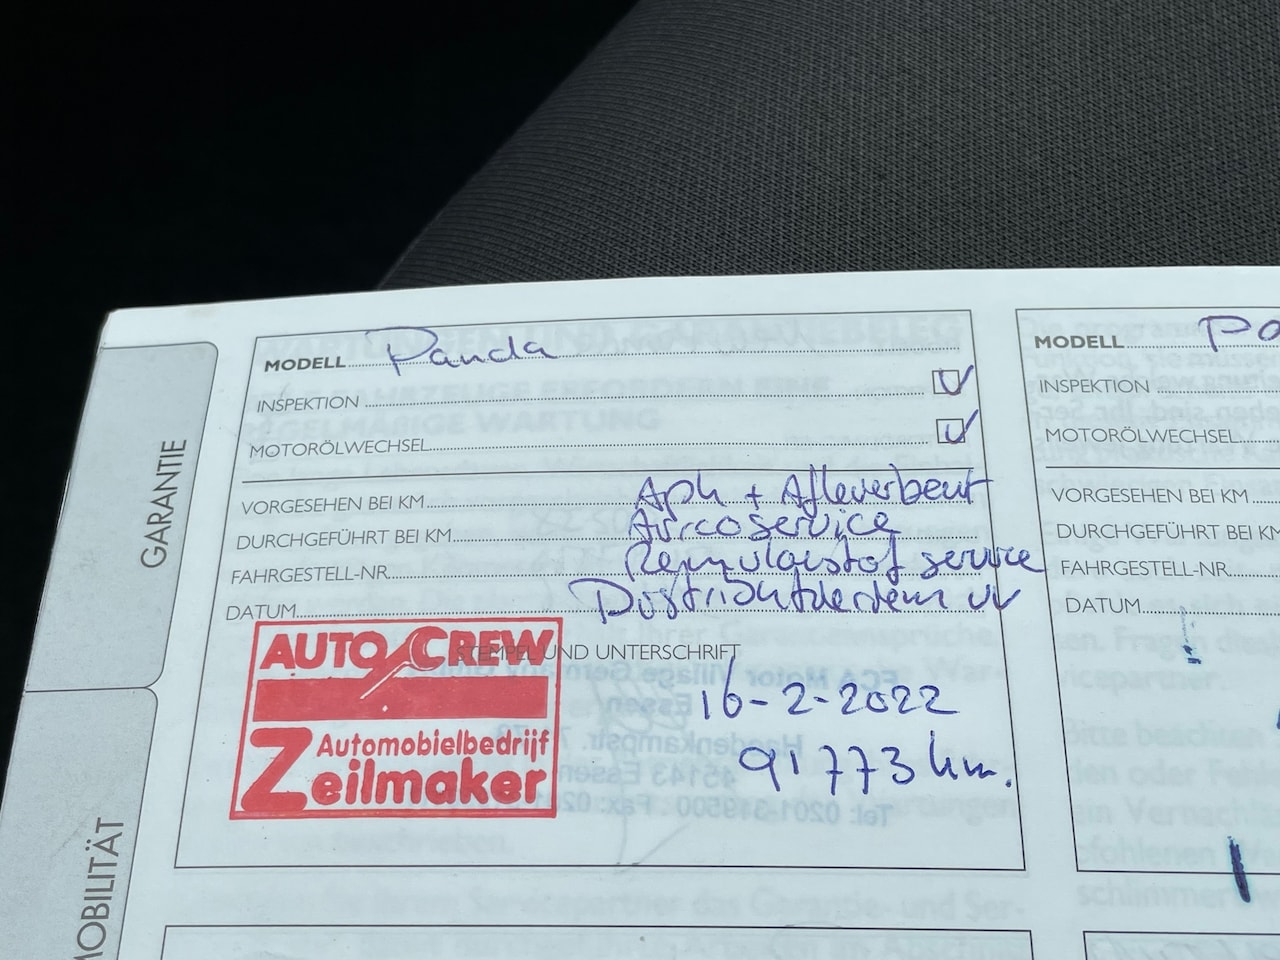 MODELL Panda
INSPEKTION
MOTORÖLWECHSEL
VORGESEHEN BEI KM Apk + Afleverbeurt
DURCHGEFÜHRT BEI KM Aircoservice
FAHRGESTELL-NR. Remvloeistof service
DATUM Distributieriem
STEMPEL UND UNTERSCHRIFT
AUTO CREW
Automobielbedrijf
Zeilmaker
16-2-2022
91773 km.
MODELL
INSPEKTION
MOTORÖLWECHSEL
VORGESEHEN BEI KM
DURCHGEFÜHRT BEI KM
FAHRGESTELL-NR.
DATUM
GARANTIE
MOBILITÄT